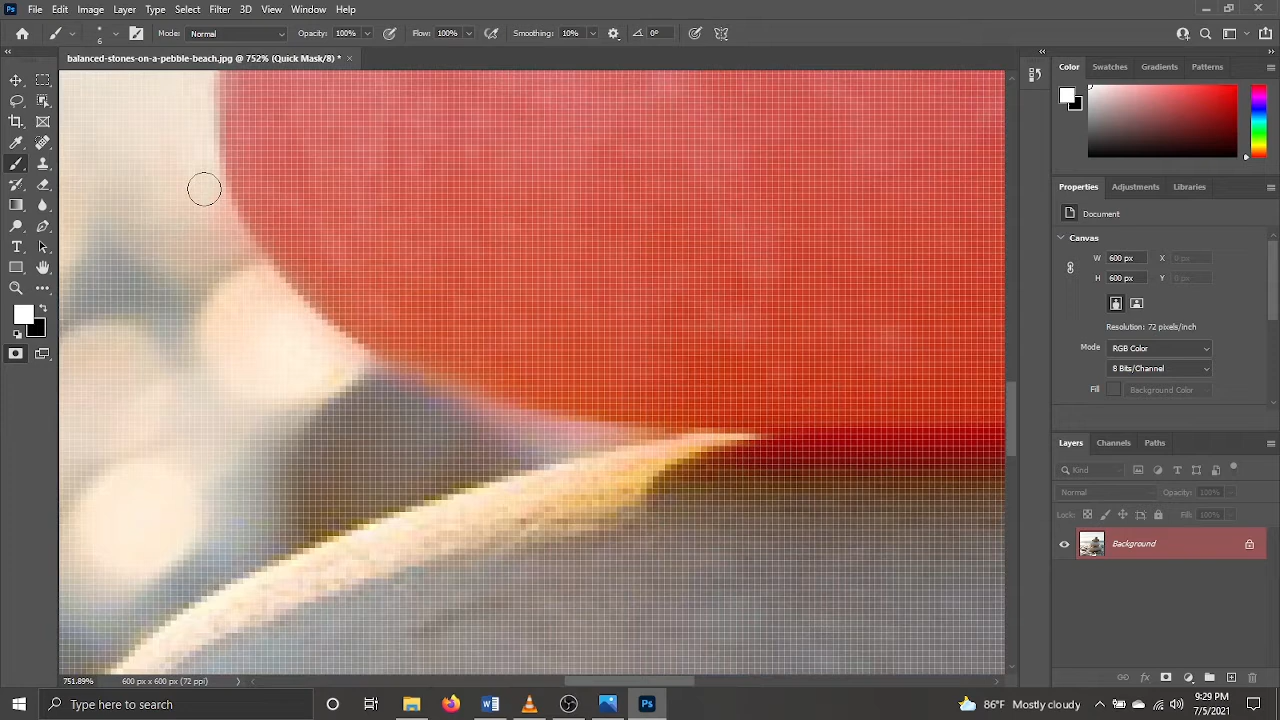 Ps File Edit Image Layer Type Select Filter 3D View Window Help
6 Mode: Normal Opacity: 100% Flow: 100% Smoothing: 10% 0°
balanced-stones-on-a-pebble-beach.jpg @ 752% (Quick Mask/8) * ×
Color Swatches Gradients Patterns
Properties Adjustments Libraries
Document
Canvas
W 600 px X 0 px
H 600 px Y 0 px
Resolution: 72 pixels/inch
Mode RGB Color
8 Bits/Channel
Fill Background Color
Layers Channels Paths
Kind
Normal Opacity: 100%
Lock: Fill: 100%
Background
fx
751.89% 600 px x 600 px (72 ppi)
Type here to search
W
Ps
86°F Mostly cloudy
9:29 PM
7/5/2021